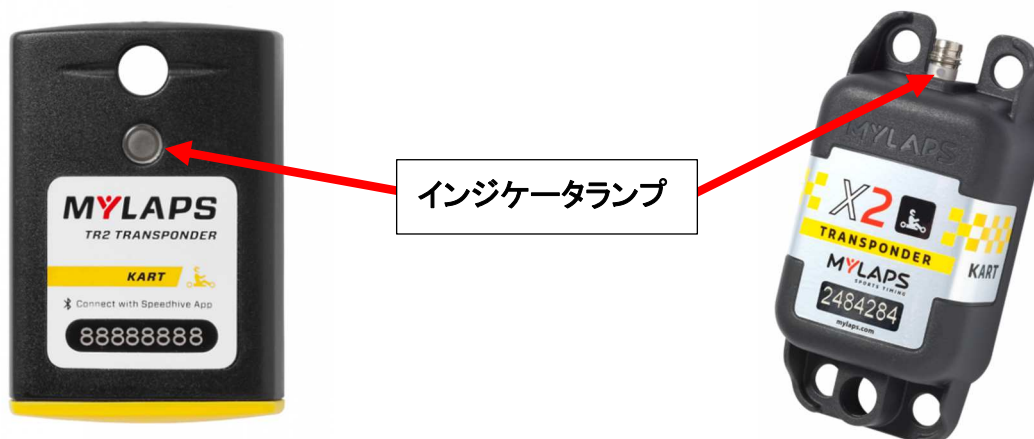 MYLAPS
TR2 TRANSPONDER
KART
Connect with Speedhive App
88888888
インジケータランプ
MYLAPS
X2
TRANSPONDER
MYLAPS
SPORTS TIMING
2484284
mylaps.com
KART